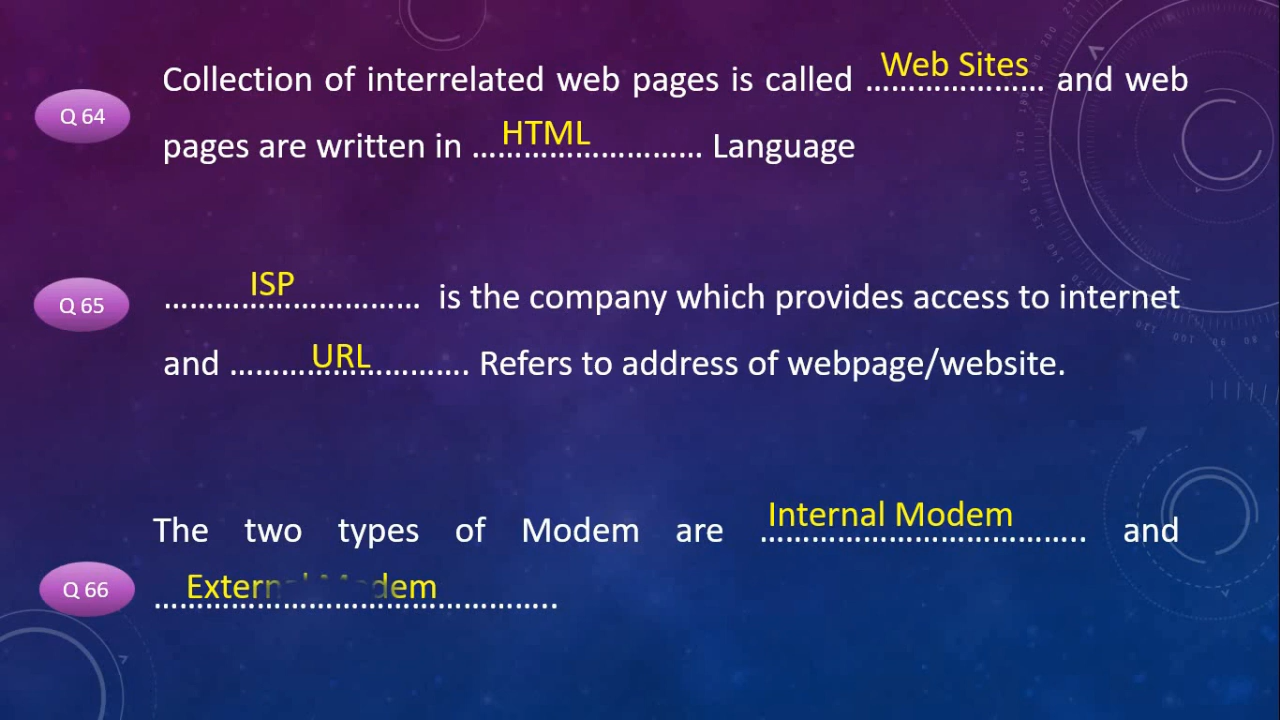 Q 64
Collection of interrelated web pages is called ………Web Sites………… and web
pages are written in ………HTML……………… Language
Q 65
………ISP………………… is the company which provides access to internet
and ………URL…………. Refers to address of webpage/website.
The two types of Modem are ………Internal Modem……….. and
Q 66
………External Modem………..